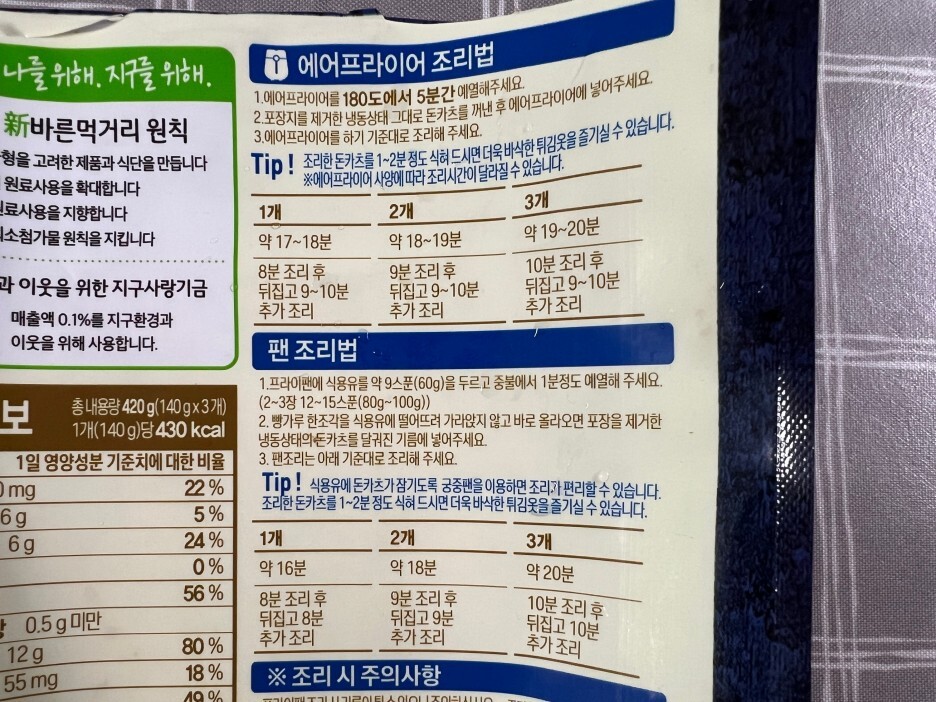 나를 위해. 지구를 위해.
新바른먹거리 원칙
형을 고려한 제품과 식단을 만듭니다
원료사용을 확대합니다
원료사용을 지향합니다
최소첨가물 원칙을 지킵니다
과 이웃을 위한 지구사랑기금
매출액 0.1%를 지구환경과
이웃을 위해 사용합니다.
보
총 내용량 420 g(140 g x 3개)
1개(140 g)당 430 kcal
1일 영양성분 기준치에 대한 비율
0 mg 22 %
6 g 5 %
6 g 24 %
0 %
56 %
0.5 g 미만
12 g 80 %
55 mg 18 %
49 %
에어프라이어 조리법
1.에어프라이어를 180도에서 5분간 예열해주세요.
2.포장지를 제거한 냉동상태 그대로 돈카츠를 꺼낸 후 에어프라이어에 넣어주세요.
3.에어프라이어를 하기 기준대로 조리해 주세요.
Tip! 조리한 돈카츠를 1~2분 정도 식혀 드시면 더욱 바삭한 튀김옷을 즐기실 수 있습니다.
※에어프라이어 사양에 따라 조리시간이 달라질 수 있습니다.
1개 2개 3개
약 17~18분 약 18~19분 약 19~20분
8분 조리 후 9분 조리 후 10분 조리 후
뒤집고 9~10분 뒤집고 9~10분 뒤집고 9~10분
추가 조리 추가 조리 추가 조리
팬 조리법
1.프라이팬에 식용유를 약 9스푼(60g)을 두르고 중불에서 1분정도 예열해 주세요.
(2~3장 12~15스푼(80g~100g))
2. 빵가루 한조각을 식용유에 떨어뜨려 가라앉지 않고 바로 올라오면 포장을 제거한
냉동상태의 돈카츠를 달궈진 기름에 넣어주세요.
3. 팬조리는 아래 기준대로 조리해 주세요.
Tip! 식용유에 돈카츠가 잠기도록 궁중팬을 이용하면 조리가 편리할 수 있습니다.
조리한 돈카츠를 1~2분 정도 식혀 드시면 더욱 바삭한 튀김옷을 즐기실 수 있습니다.
1개 2개 3개
약 16분 약 18분 약 20분
8분 조리 후 9분 조리 후 10분 조리 후
뒤집고 8분 뒤집고 9분 뒤집고 10분
추가 조리 추가 조리 추가 조리
※ 조리 시 주의사항